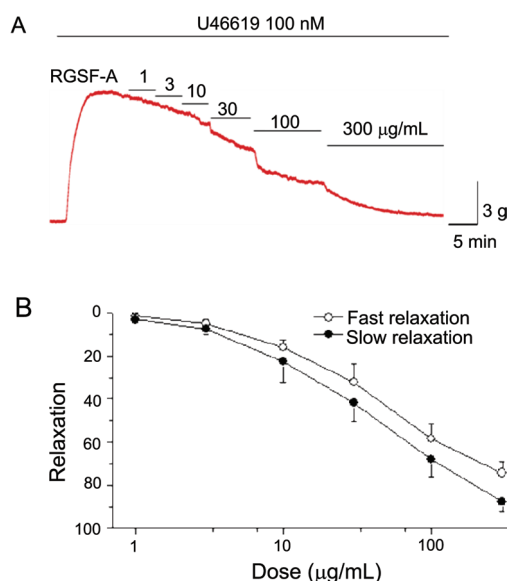 A
U46619 100 nM
RGSF-A
1
3
10
30
100
300 μg/mL
3 g
5 min
B
Fast relaxation
Slow relaxation
0
20
40
60
80
100
Relaxation
1
10
100
Dose (μg/mL)